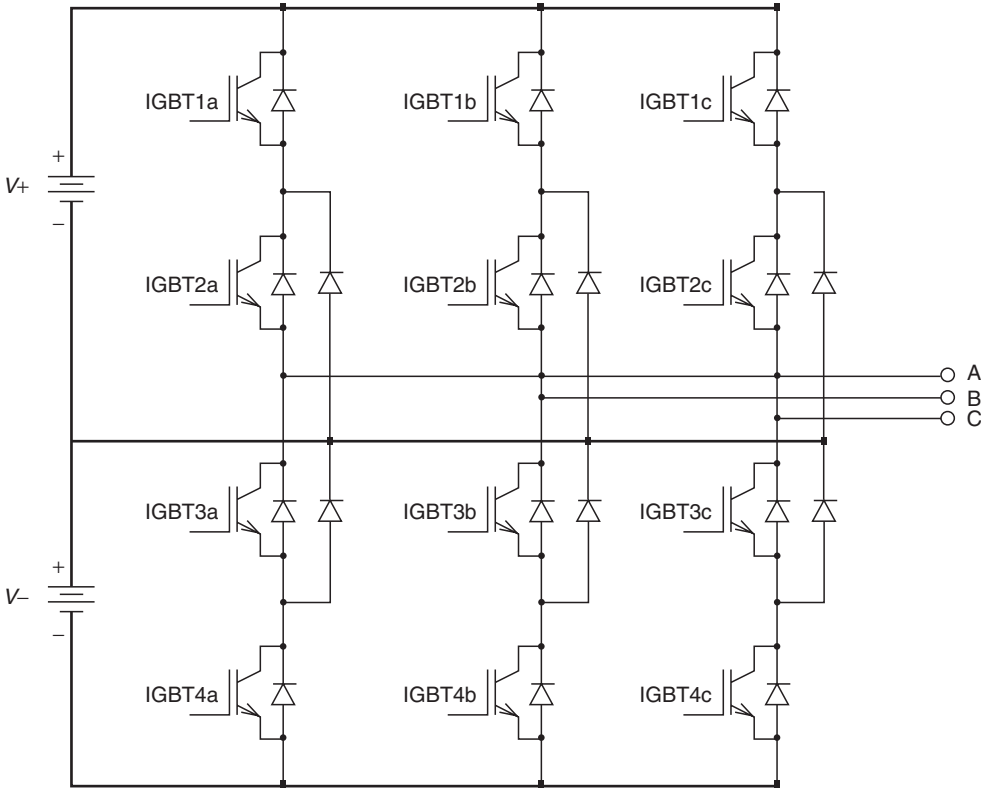 IGBT1a IGBT1b IGBT1c
+
V+
−
IGBT2a IGBT2b IGBT2c
A
B
C
IGBT3a IGBT3b IGBT3c
+
V−
−
IGBT4a IGBT4b IGBT4c